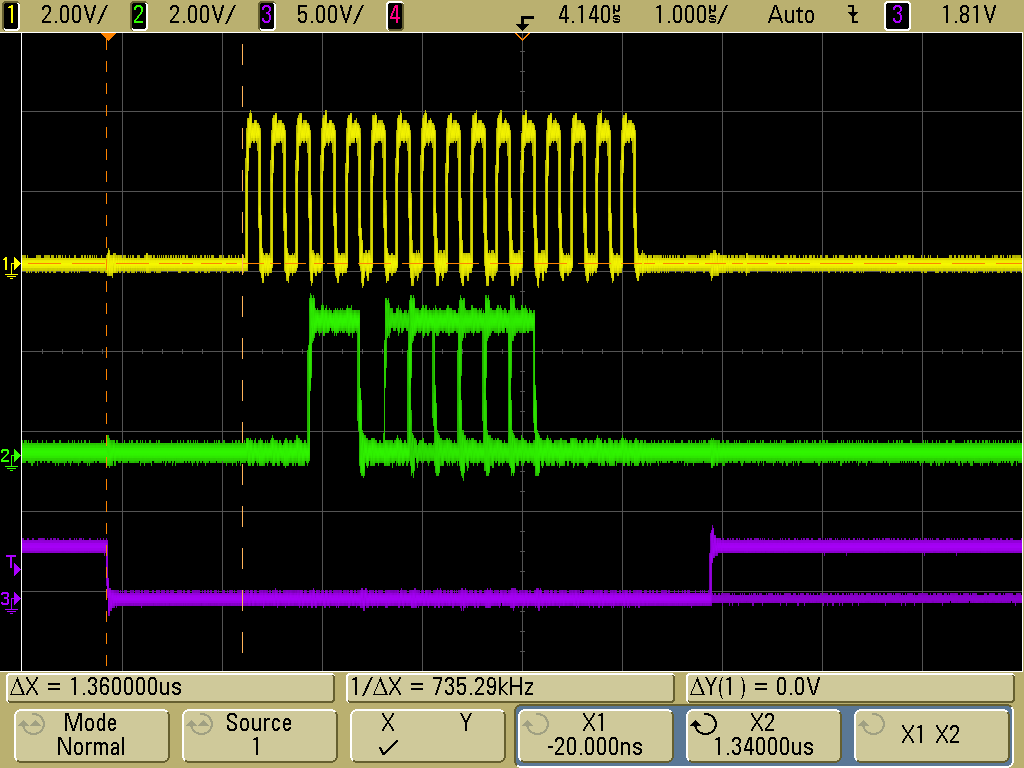 1 2.00V/ 2 2.00V/ 3 5.00V/ 4 4.140µs 1.000µs/ Auto 3 1.81V
1
2
T
3
ΔX = 1.360000us 1/ΔX = 735.29kHz ΔY(1) = 0.0V
Mode
Normal
Source
1
X Y
✓
X1
-20.000ns
X2
1.34000us
X1 X2